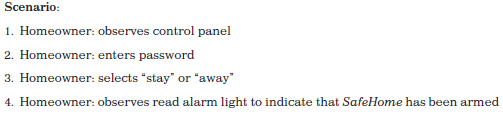 Scenario:
1. Homeowner: observes control panel
2. Homeowner: enters password
3. Homeowner: selects “stay” or “away”
4. Homeowner: observes read alarm light to indicate that SafeHome has been armed